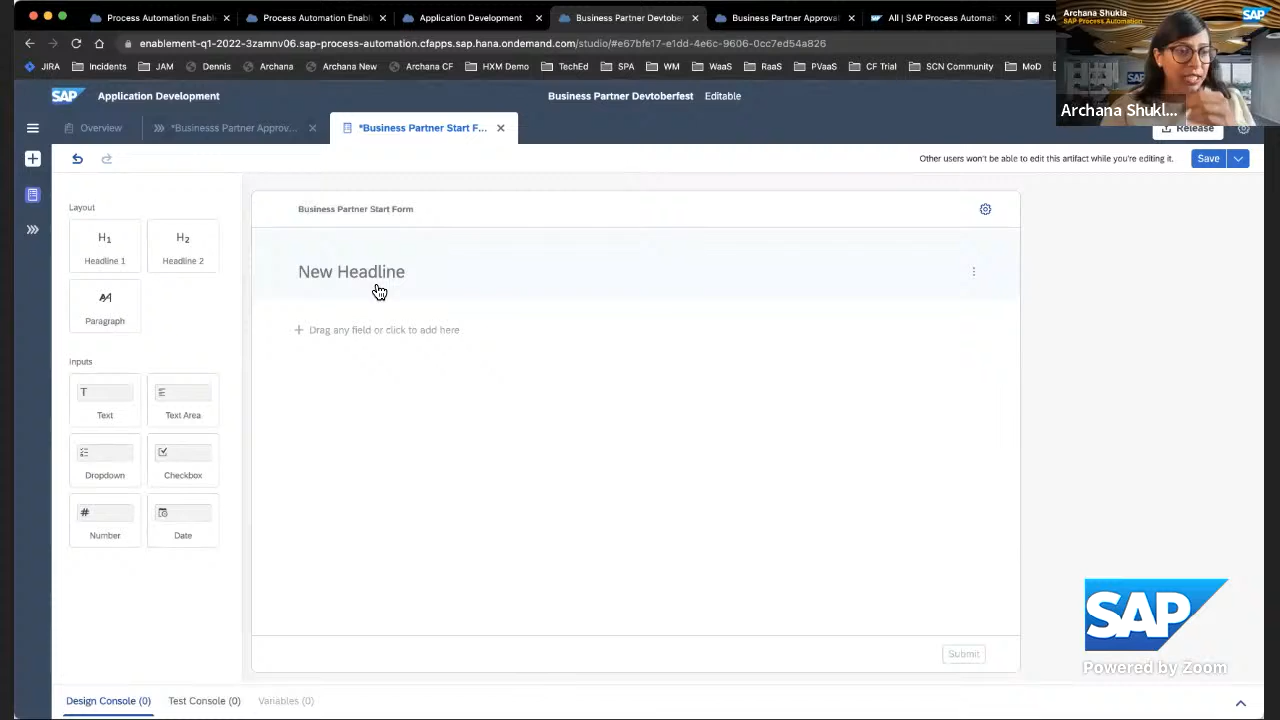 Process Automation Enabl
Process Automation Enable
Application Development
Business Partner Devtober
Business Partner Approval
All | SAP Process Automat
SA
enablement-q1-2022-3zamnv06.sap-process-automation.cfapps.sap.hana.ondemand.com/studio/#e67bfe17-e1dd-4e6c-9606-0cc7ed54a826
JIRA
Incidents
JAM
Dennis
Archana
Archana New
Archana CF
HXM Demo
TechEd
SPA
WM
WaaS
RaaS
PVaaS
CF Trial
SCN Community
MoD
Archana Shukla
SAP Process Automation
SAP
SAP
Archana Shukl...
SAP
Application Development
Business Partner Devtoberfest
Editable
Overview
*Business Partner Approv...
*Business Partner Start F...
Release
Other users won't be able to edit this artifact while you're editing it.
Save
Layout
H1
Headline 1
H2
Headline 2
Paragraph
Inputs
T
Text
Text Area
Dropdown
Checkbox
#
Number
Date
Business Partner Start Form
New Headline
+ Drag any field or click to add here
Submit
SAP
Powered by Zoom
Design Console (0)
Test Console (0)
Variables (0)